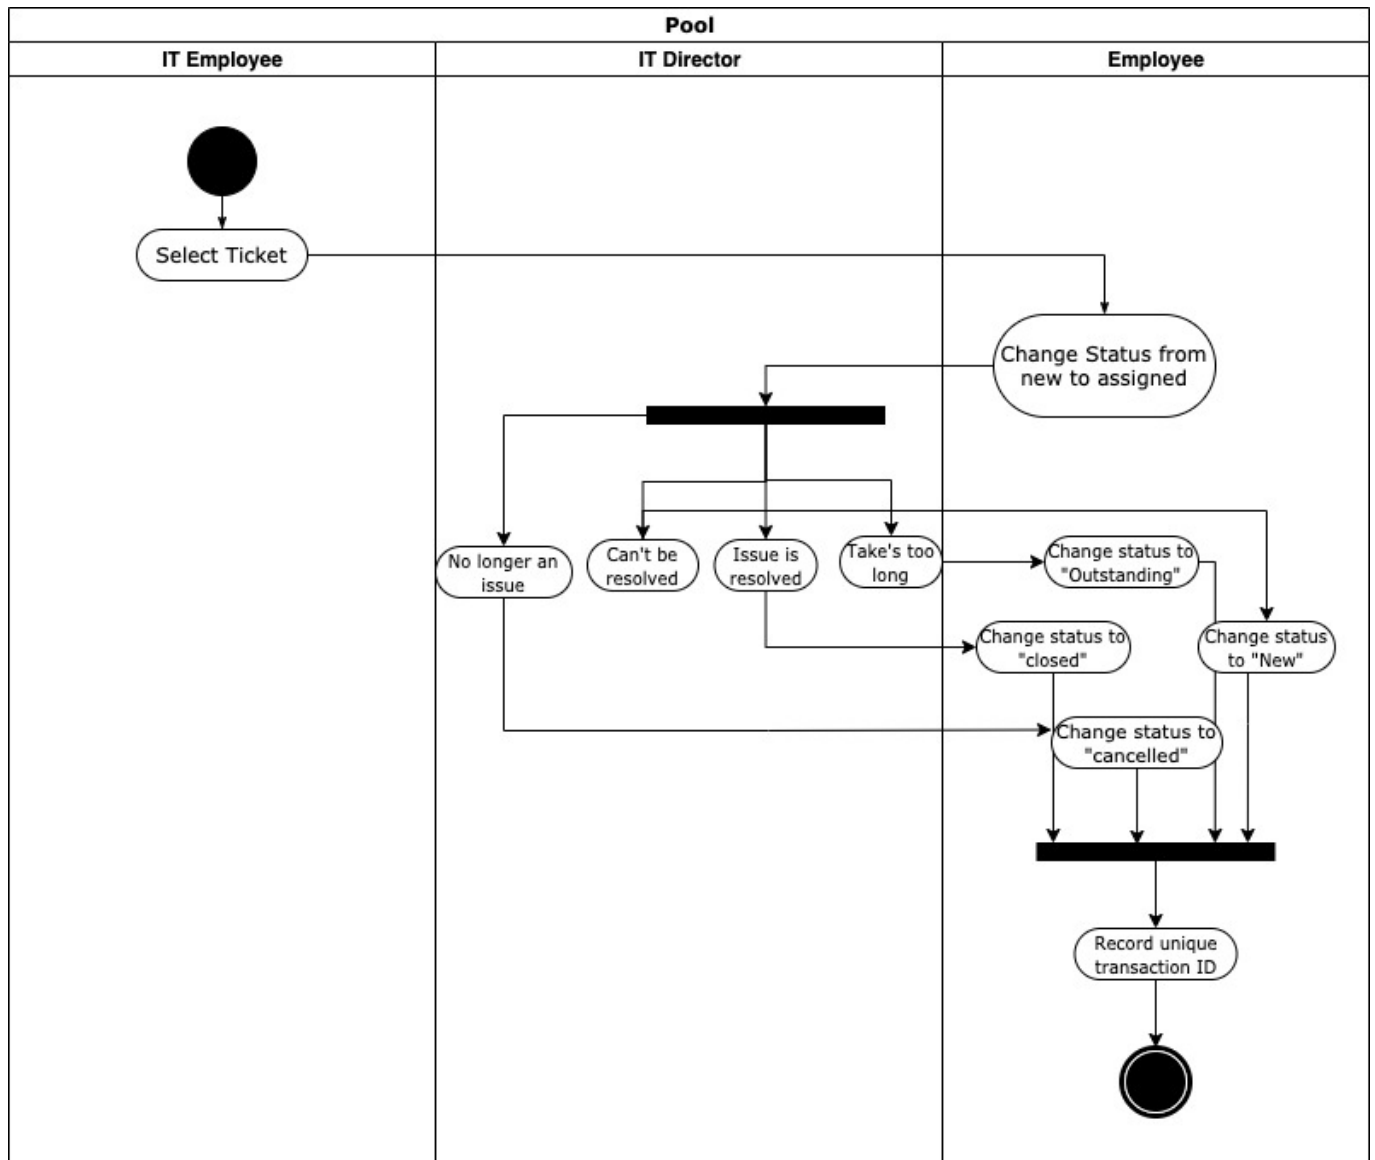 Pool
IT Employee
IT Director
Employee
Select Ticket
Change Status from
new to assigned
No longer an
issue
Can't be
resolved
Issue is
resolved
Take's too
long
Change status to
"Outstanding"
Change status to
"closed"
Change status
to "New"
Change status to
"cancelled"
Record unique
transaction ID